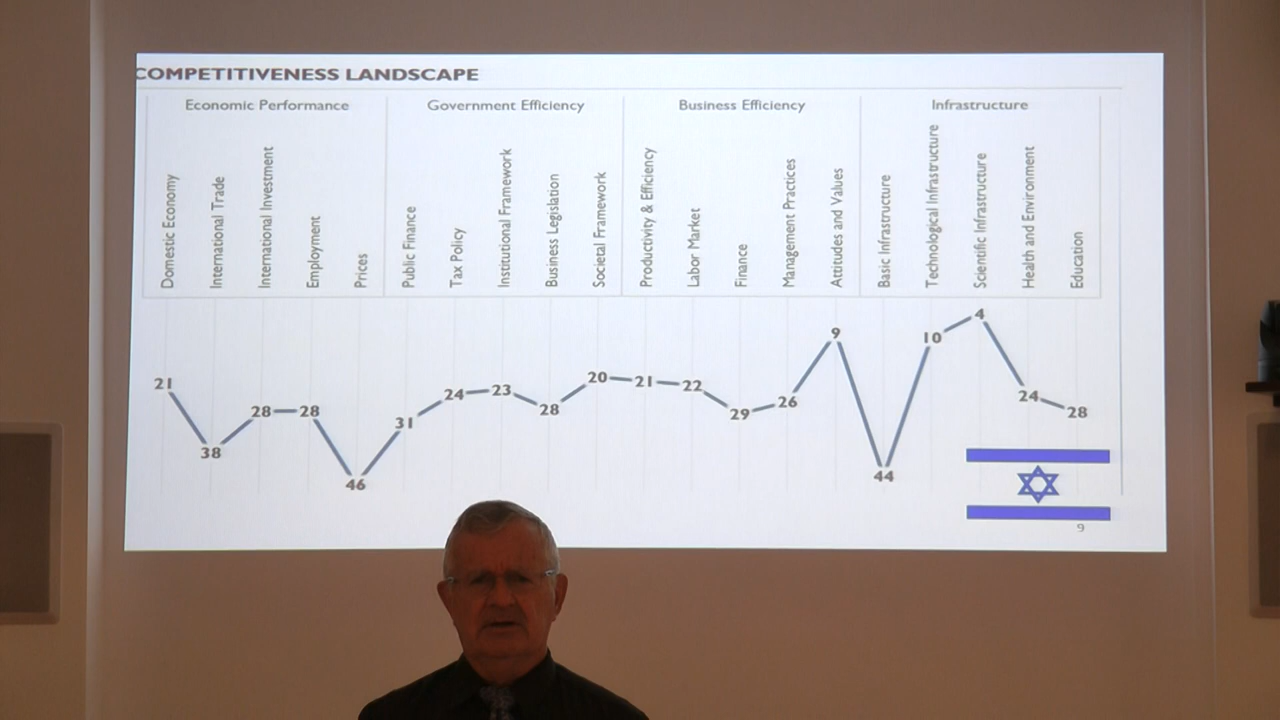 COMPETITIVENESS LANDSCAPE
Economic Performance
Government Efficiency
Business Efficiency
Infrastructure
Domestic Economy
International Trade
International Investment
Employment
Prices
Public Finance
Tax Policy
Institutional Framework
Business Legislation
Societal Framework
Productivity & Efficiency
Labor Market
Finance
Management Practices
Attitudes and Values
Basic Infrastructure
Technological Infrastructure
Scientific Infrastructure
Health and Environment
Education
21
38
28
28
46
31
24
23
28
20
21
22
29
26
9
44
10
4
24
28
9